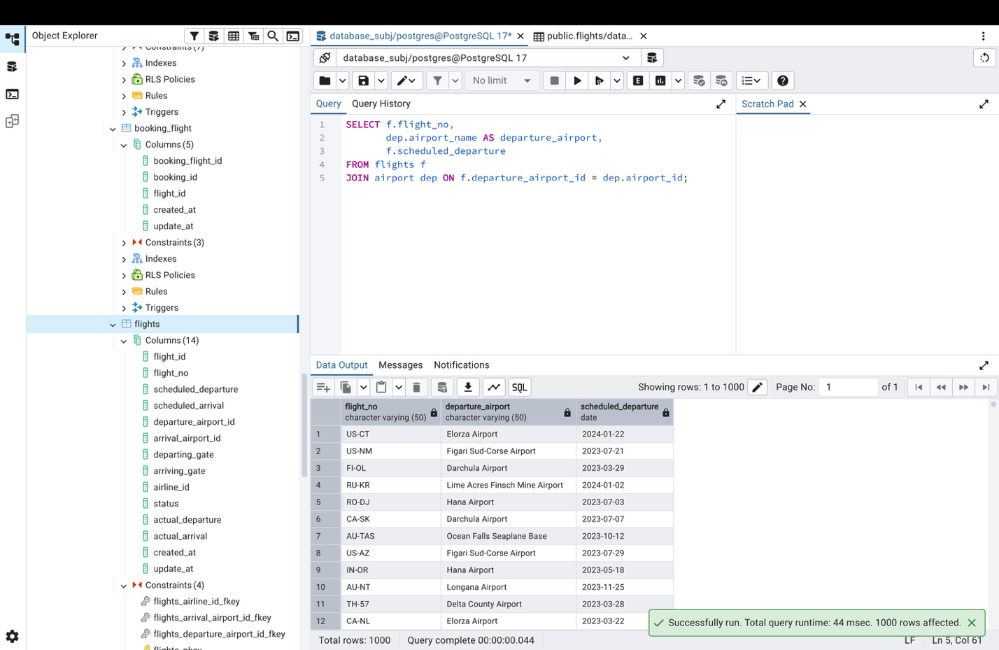 Object Explorer
Constraints (7)
Indexes
RLS Policies
Rules
Triggers
booking_flight
Columns (5)
booking_flight_id
booking_id
flight_id
created_at
update_at
Constraints (3)
Indexes
RLS Policies
Rules
Triggers
flights
Columns (14)
flight_id
flight_no
scheduled_departure
scheduled_arrival
departure_airport_id
arrival_airport_id
departing_gate
arriving_gate
airline_id
status
actual_departure
actual_arrival
created_at
update_at
Constraints (4)
flights_airline_id_fkey
flights_arrival_airport_id_fkey
flights_departure_airport_id_fkey
flights_pkey
database_subj/postgres@PostgreSQL 17* public.flights/data...
database_subj/postgres@PostgreSQL 17
No limit E
Query Query History Scratch Pad
1 SELECT f.flight_no,
2 dep.airport_name AS departure_airport,
3 f.scheduled_departure
4 FROM flights f
5 JOIN airport dep ON f.departure_airport_id = dep.airport_id;
Data Output Messages Notifications
SQL Showing rows: 1 to 1000 Page No: 1 of 1
flight_no departure_airport scheduled_departure
character varying (50) character varying (50) date
1 US-CT Elorza Airport 2024-01-22
2 US-NM Figari Sud-Corse Airport 2023-07-21
3 FI-OL Darchula Airport 2023-03-29
4 RU-KR Lime Acres Finsch Mine Airport 2024-01-02
5 RO-DJ Hana Airport 2023-07-03
6 CA-SK Darchula Airport 2023-07-07
7 AU-TAS Ocean Falls Seaplane Base 2023-10-12
8 US-AZ Figari Sud-Corse Airport 2023-07-29
9 IN-OR Hana Airport 2023-05-18
10 AU-NT Longana Airport 2023-11-25
11 TH-57 Delta County Airport 2023-03-28
12 CA-NL Elorza Airport 2023-03-22
Successfully run. Total query runtime: 44 msec. 1000 rows affected.
Total rows: 1000 Query complete 00:00:00.044 LF Ln 5, Col 61